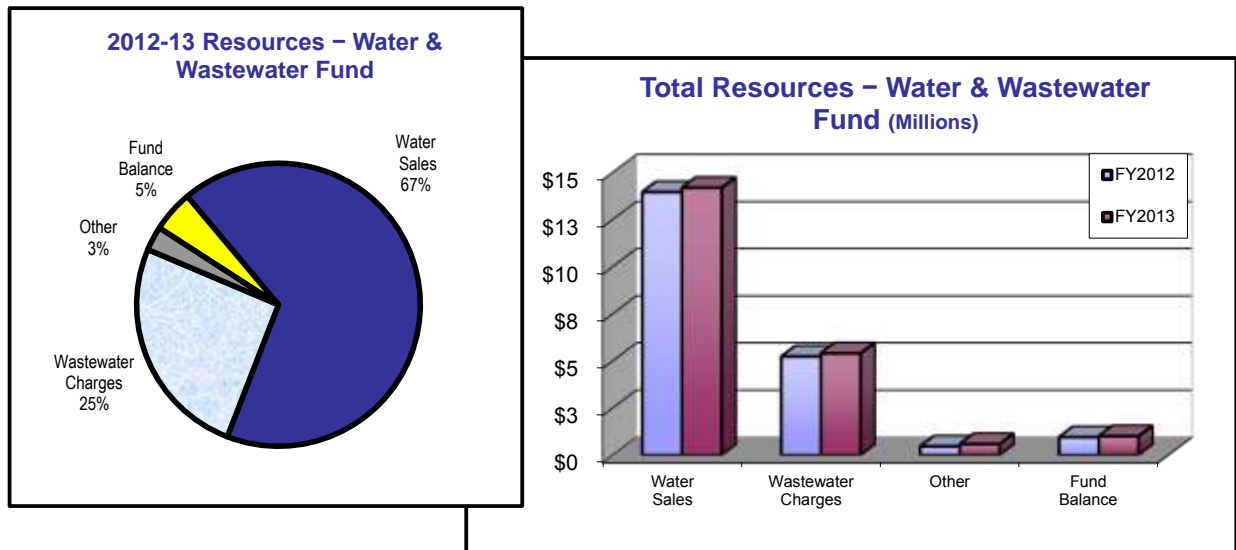 2012-13 Resources – Water &
Wastewater Fund
Water
Sales
67%
Fund
Balance
5%
Other
3%
Wastewater
Charges
25%
Total Resources – Water & Wastewater
Fund (Millions)
$15
$13
$10
$8
$5
$3
$0
FY2012
FY2013
Water
Sales
Wastewater
Charges
Other
Fund
Balance